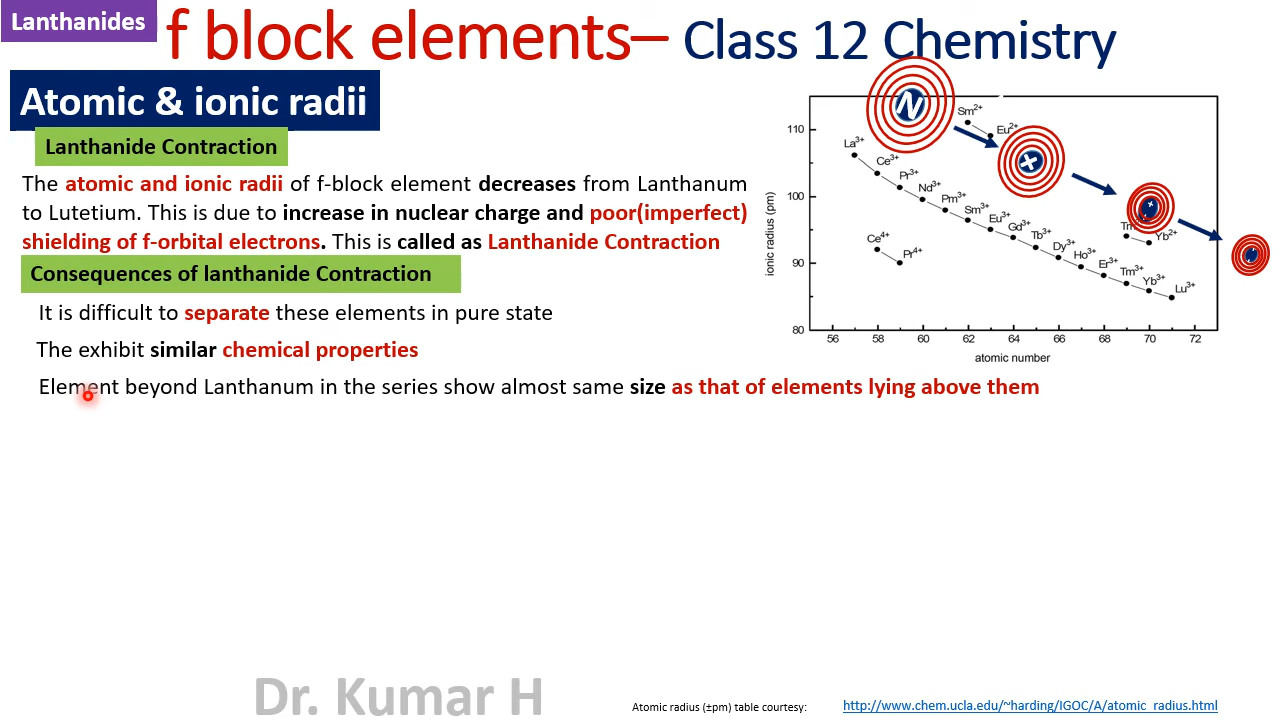 Lanthanides
f block elements– Class 12 Chemistry
Atomic & ionic radii
Lanthanide Contraction
The atomic and ionic radii of f-block element decreases from Lanthanum
to Lutetium. This is due to increase in nuclear charge and poor(imperfect)
shielding of f-orbital electrons. This is called as Lanthanide Contraction
Consequences of lanthanide Contraction
It is difficult to separate these elements in pure state
The exhibit similar chemical properties
Element beyond Lanthanum in the series show almost same size as that of elements lying above them
N
+
+
ionic radius (pm)
110
100
90
80
La³⁺
Ce³⁺
Pr³⁺
Nd³⁺
Pm³⁺
Sm³⁺
Eu³⁺
Gd³⁺
Tb³⁺
Dy³⁺
Ho³⁺
Er³⁺
Tm³⁺
Yb³⁺
Lu³⁺
Sm²⁺
Eu²⁺
Yb²⁺
Ce⁴⁺
Pr⁴⁺
56 58 60 62 64 66 68 70 72
atomic number
Dr. Kumar H
Atomic radius (±pm) table courtesy: http://www.chem.ucla.edu/~harding/IGOC/A/atomic_radius.html